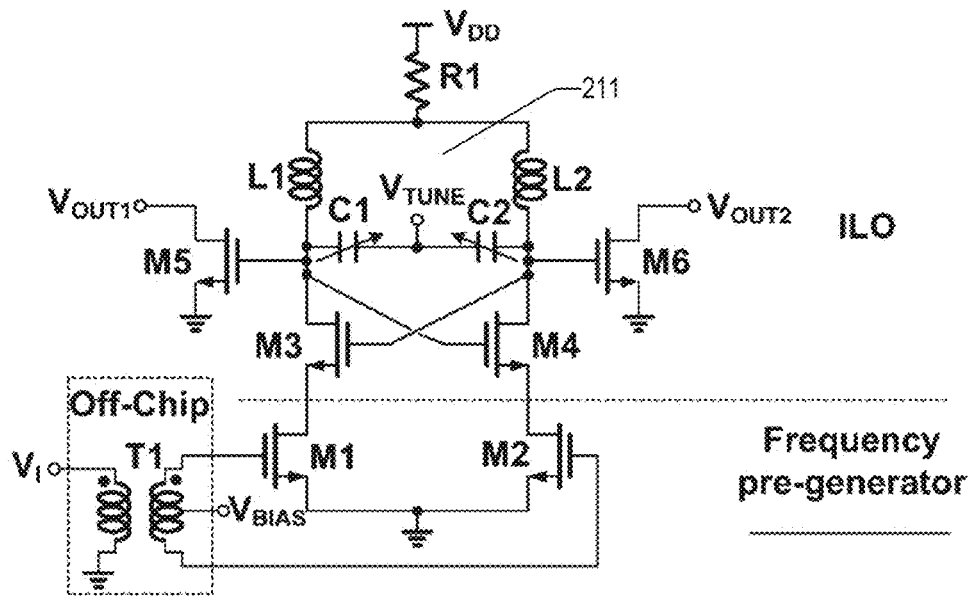 VDD
R1
211
L1
L2
VTUNE
C1
C2
VOUT1
VOUT2
ILO
M5
M6
M3
M4
Off-Chip
T1
VI
M1
M2
VBIAS
Frequency
pre-generator